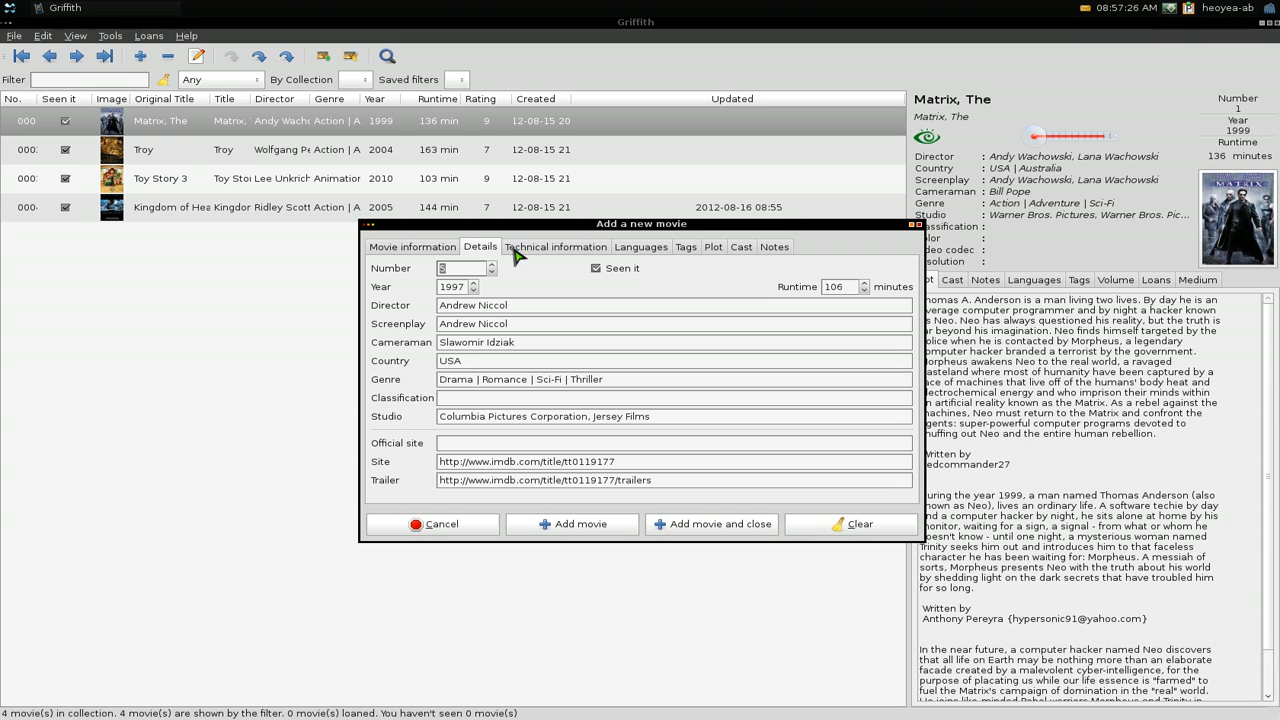 Griffith
08:57:26 AM
heoyea-ab
Griffith
File Edit View Tools Loans Help
Filter Any By Collection Saved filters
No. Seen it Image Original Title Title Director Genre Year Runtime Rating Created Updated
000 Matrix, The Matrix, Andy Wach Action | A 1999 136 min 9 12-08-15 20
000 Troy Troy Wolfgang P Action | A 2004 163 min 7 12-08-15 21
000 Toy Story 3 Toy Sto Lee Unkrich Animation 2010 103 min 9 12-08-15 21
000 Kingdom of Hea Kingdor Ridley Scott Action | A 2005 144 min 7 12-08-15 21 2012-08-16 08:55
Add a new movie
Movie information Details Technical information Languages Tags Plot Cast Notes
Number 5 Seen it
Year 1997 Runtime 106 minutes
Director Andrew Niccol
Screenplay Andrew Niccol
Cameraman Slawomir Idziak
Country USA
Genre Drama | Romance | Sci-Fi | Thriller
Classification
Studio Columbia Pictures Corporation, Jersey Films
Official site
Site http://www.imdb.com/title/tt0119177
Trailer http://www.imdb.com/title/tt0119177/trailers
Cancel Add movie Add movie and close Clear
Matrix, The
Matrix, The
Number
1
Year
1999
Runtime
136 minutes
Director : Andy Wachowski, Lana Wachowski
Country : USA | Australia
Screenplay : Andy Wachowski, Lana Wachowski
Cameraman : Bill Pope
Genre : Action | Adventure | Sci-Fi
Studio : Warner Bros. Pictures, Warner Bros. Pic...
lassification :
olor :
ideo codec :
esolution :
MATRIX
ot Cast Notes Languages Tags Volume Loans Medium
homas A. Anderson is a man living two lives. By day he is an
verage computer programmer and by night a hacker known
s Neo. Neo has always questioned his reality, but the truth is
ar beyond his imagination. Neo finds himself targeted by the
olice when he is contacted by Morpheus, a legendary
omputer hacker branded a terrorist by the government.
orpheus awakens Neo to the real world, a ravaged
asteland where most of humanity have been captured by a
ace of machines that live off of the humans' body heat and
lectrochemical energy and who imprison their minds within
n artificial reality known as the Matrix. As a rebel against the
achines, Neo must return to the Matrix and confront the
gents: super-powerful computer programs devoted to
nuffing out Neo and the entire human rebellion.
Written by
edcommander27
uring the year 1999, a man named Thomas Anderson (also
nown as Neo), lives an ordinary life. A software techie by day
nd a computer hacker by night, he sits alone at home by his
onitor, waiting for a sign, a signal - from what or whom he
oesn't know - until one night, a mysterious woman named
Trinity seeks him out and introduces him to that faceless
character he has been waiting for: Morpheus. A messiah of
sorts, Morpheus presents Neo with the truth about his world
by shedding light on the dark secrets that have troubled him
for so long.
Written by
Anthony Pereyra {hypersonic91@yahoo.com}
In the near future, a computer hacker named Neo discovers
that all life on Earth may be nothing more than an elaborate
facade created by a malevolent cyber-intelligence, for the
purpose of placating us while our life essence is "farmed" to
fuel the Matrix's campaign of domination in the "real" world.
He joins like-minded Rebel warriors Morpheus and Trinity in
4 movie(s) in collection. 4 movie(s) are shown by the filter. 0 movie(s) loaned. You haven't seen 0 movie(s)